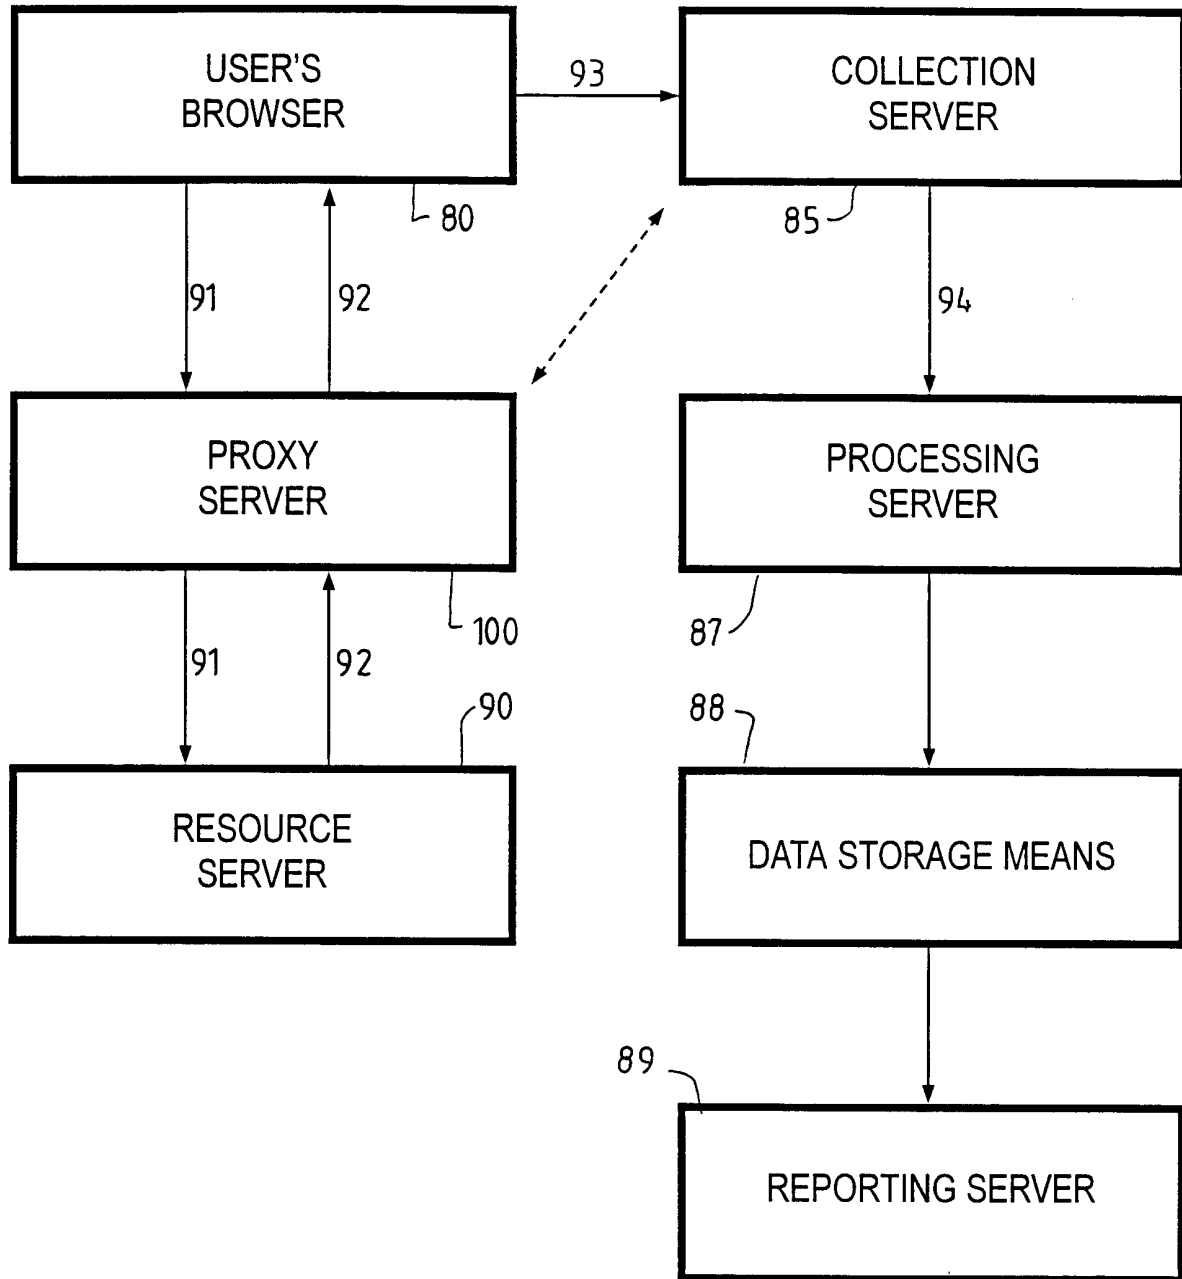 USER'S
BROWSER
93
COLLECTION
SERVER
80
85
91
92
94
PROXY
SERVER
PROCESSING
SERVER
100
87
91
92
90
88
RESOURCE
SERVER
DATA STORAGE MEANS
89
REPORTING SERVER